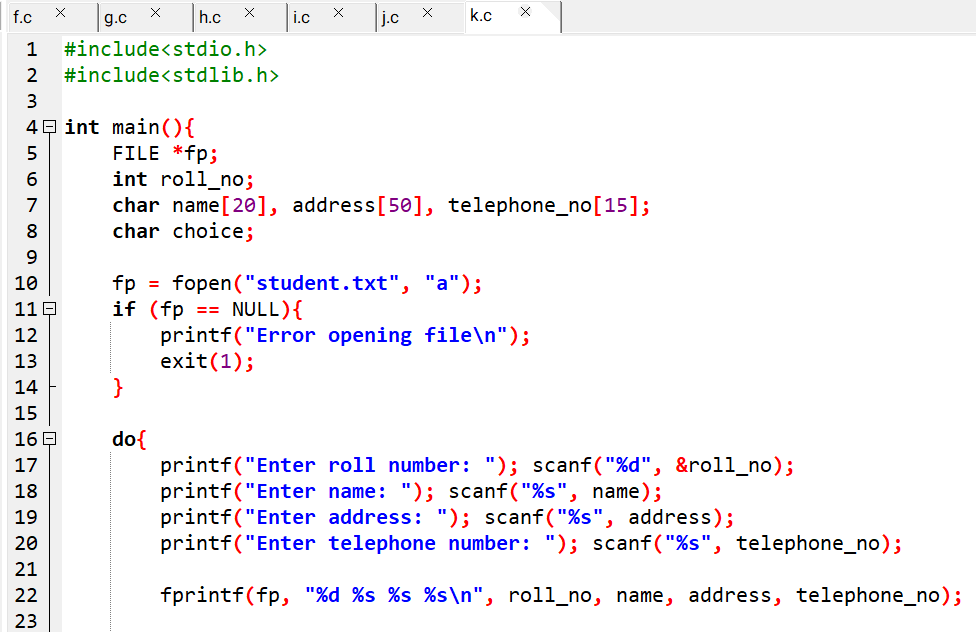 f.c × g.c × h.c × i.c × j.c × k.c ×
1 #include<stdio.h>
2 #include<stdlib.h>
3
4 int main(){
5     FILE *fp;
6     int roll_no;
7     char name[20], address[50], telephone_no[15];
8     char choice;
9
10     fp = fopen("student.txt", "a");
11     if (fp == NULL){
12         printf("Error opening file\n");
13         exit(1);
14     }
15
16     do{
17         printf("Enter roll number: "); scanf("%d", &roll_no);
18         printf("Enter name: "); scanf("%s", name);
19         printf("Enter address: "); scanf("%s", address);
20         printf("Enter telephone number: "); scanf("%s", telephone_no);
21
22         fprintf(fp, "%d %s %s %s\n", roll_no, name, address, telephone_no);
23